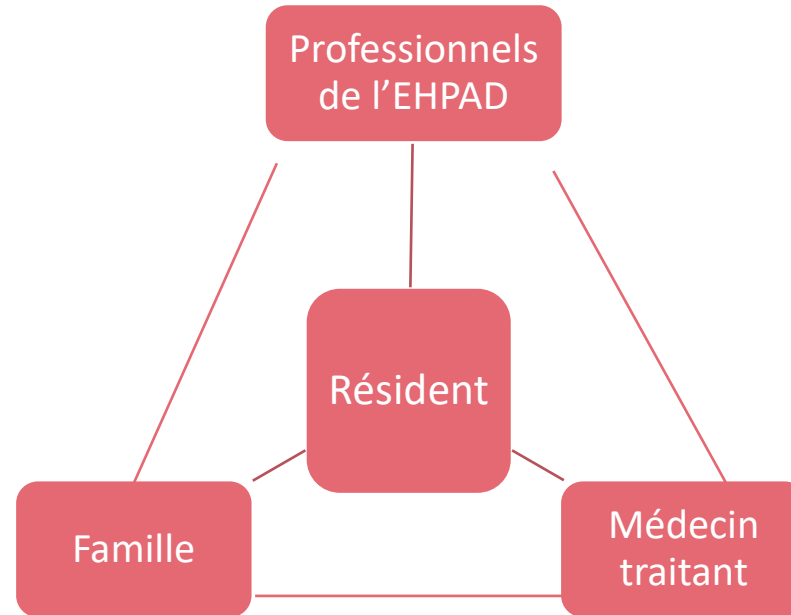 Professionnels
de l’EHPAD
Résident
Famille
Médecin
traitant